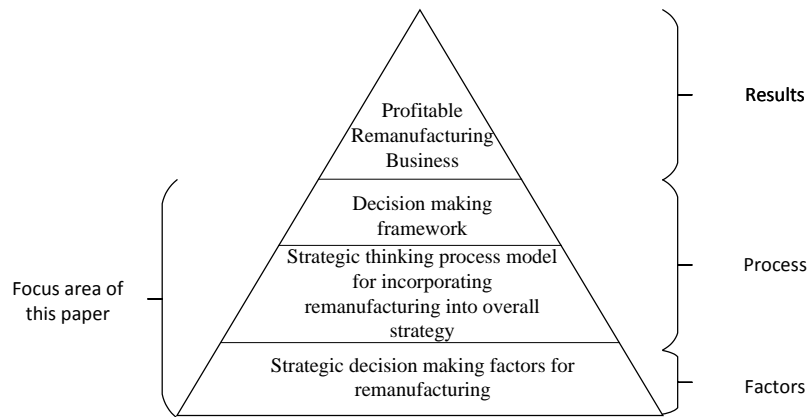 Profitable
Remanufacturing
Business
Results
Decision making
framework
Strategic thinking process model
for incorporating
remanufacturing into overall
strategy
Process
Focus area of
this paper
Strategic decision making factors for
remanufacturing
Factors